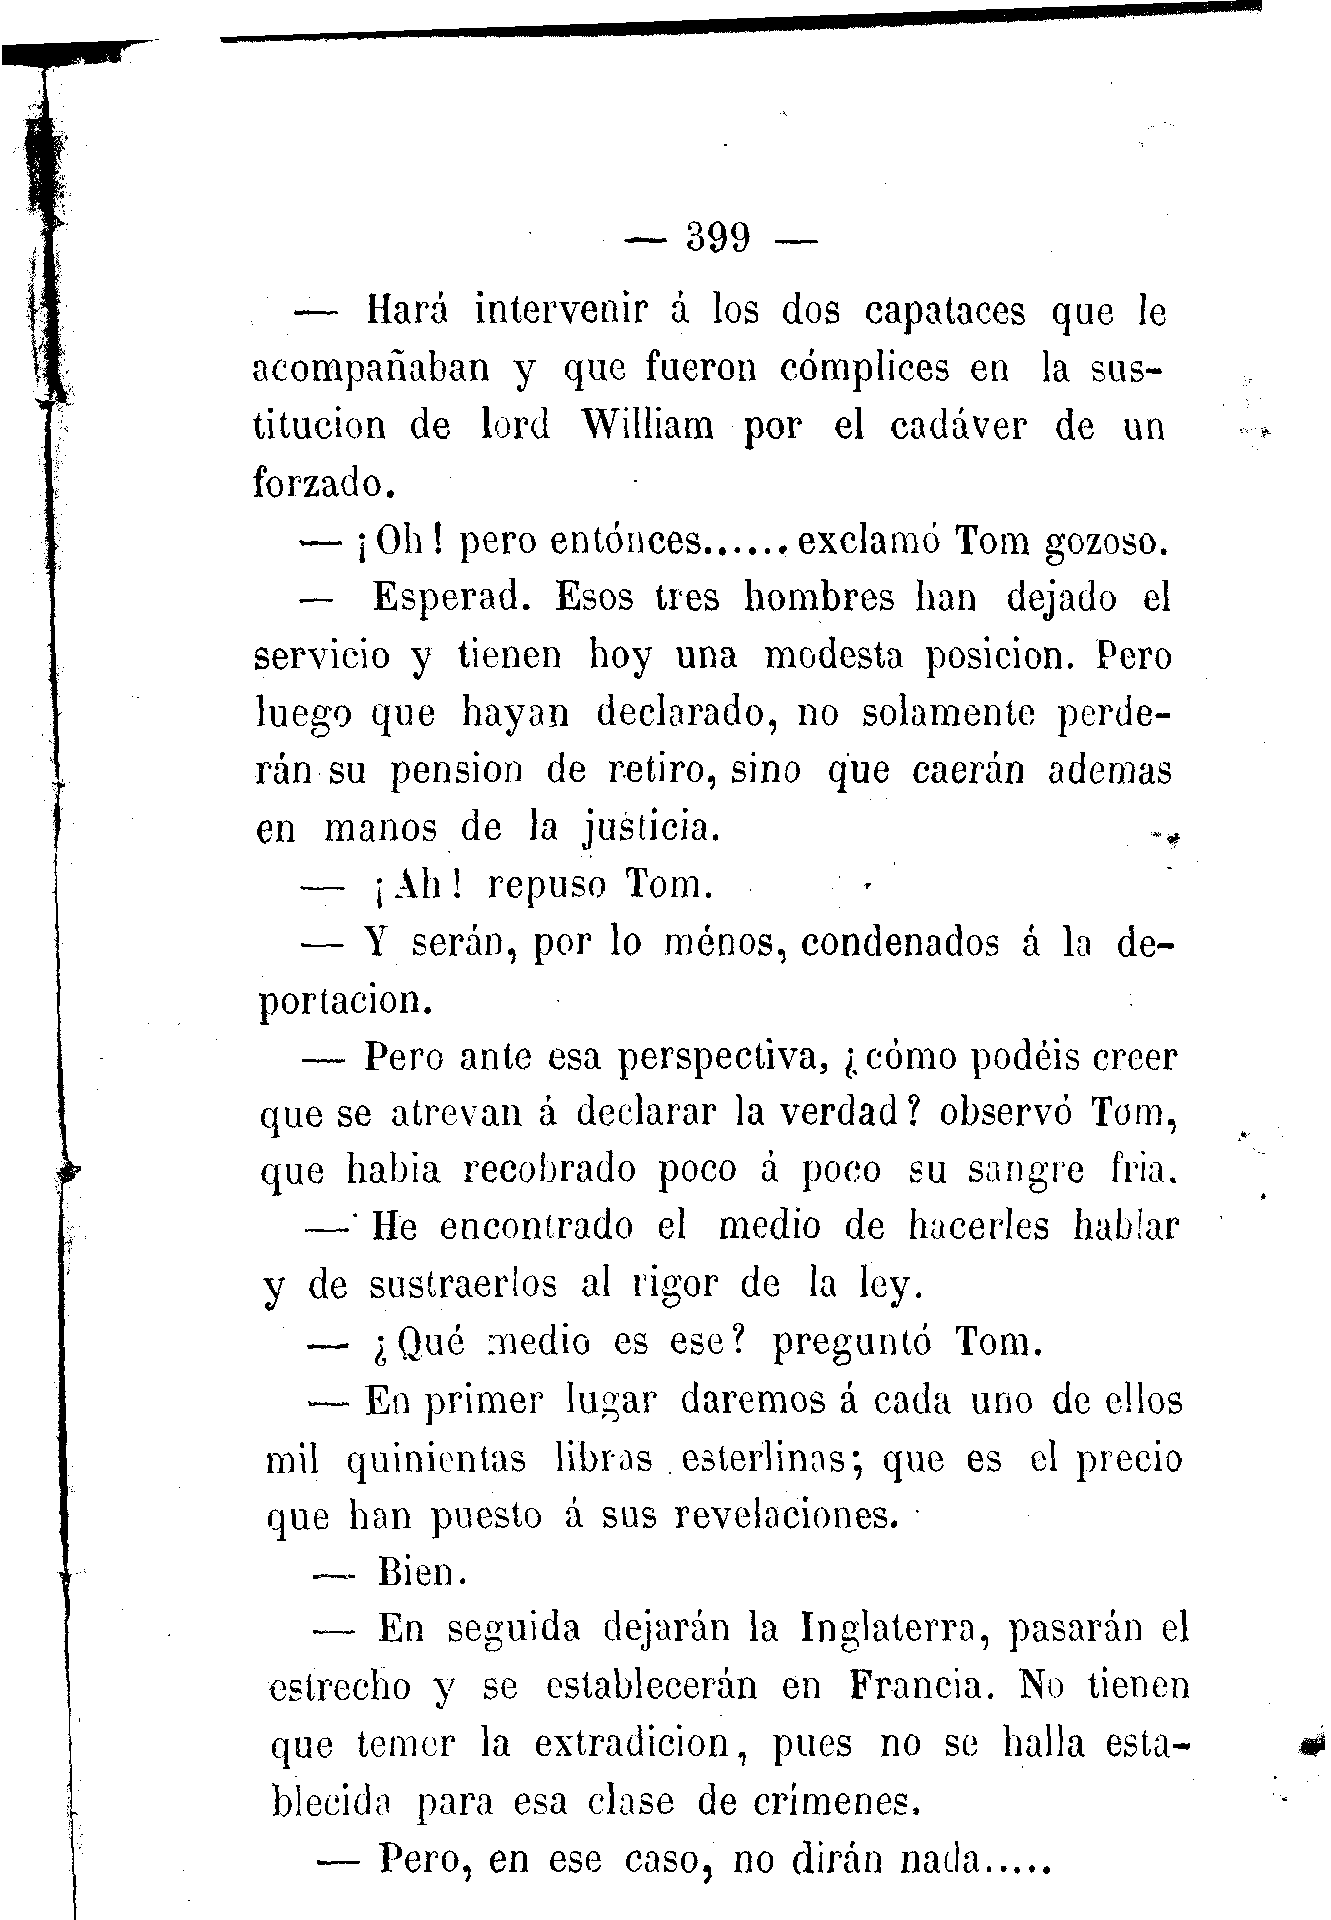 — 399 —
— Hará intervenir á los dos capataces que le
acompañaban y que fueron cómplices en la sus-
titucion de lord William por el cadáver de un
forzado.
— ¡Oh! pero entónces...... exclamó Tom gozoso.
— Esperad. Esos tres hombres han dejado el
servicio y tienen hoy una modesta posicion. Pero
luego que hayan declarado, no solamente perde-
rán su pension de retiro, sino que caerán ademas
en manos de la justicia.
— ¡Ah! repuso Tom.
— Y serán, por lo ménos, condenados á la de-
portacion.
— Pero ante esa perspectiva, ¿cómo podéis creer
que se atrevan á declarar la verdad? observó Tom,
que habia recobrado poco á poco su sangre fria.
— He encontrado el medio de hacerles hablar
y de sustraerlos al rigor de la ley.
— ¿Qué medio es ese? preguntó Tom.
— En primer lugar daremos á cada uno de ellos
mil quinientas libras esterlinas; que es el precio
que han puesto á sus revelaciones.
— Bien.
— En seguida dejarán la Inglaterra, pasarán el
estrecho y se establecerán en Francia. No tienen
que temer la extradicion, pues no se halla esta-
blecida para esa clase de crímenes.
— Pero, en ese caso, no dirán nada.....